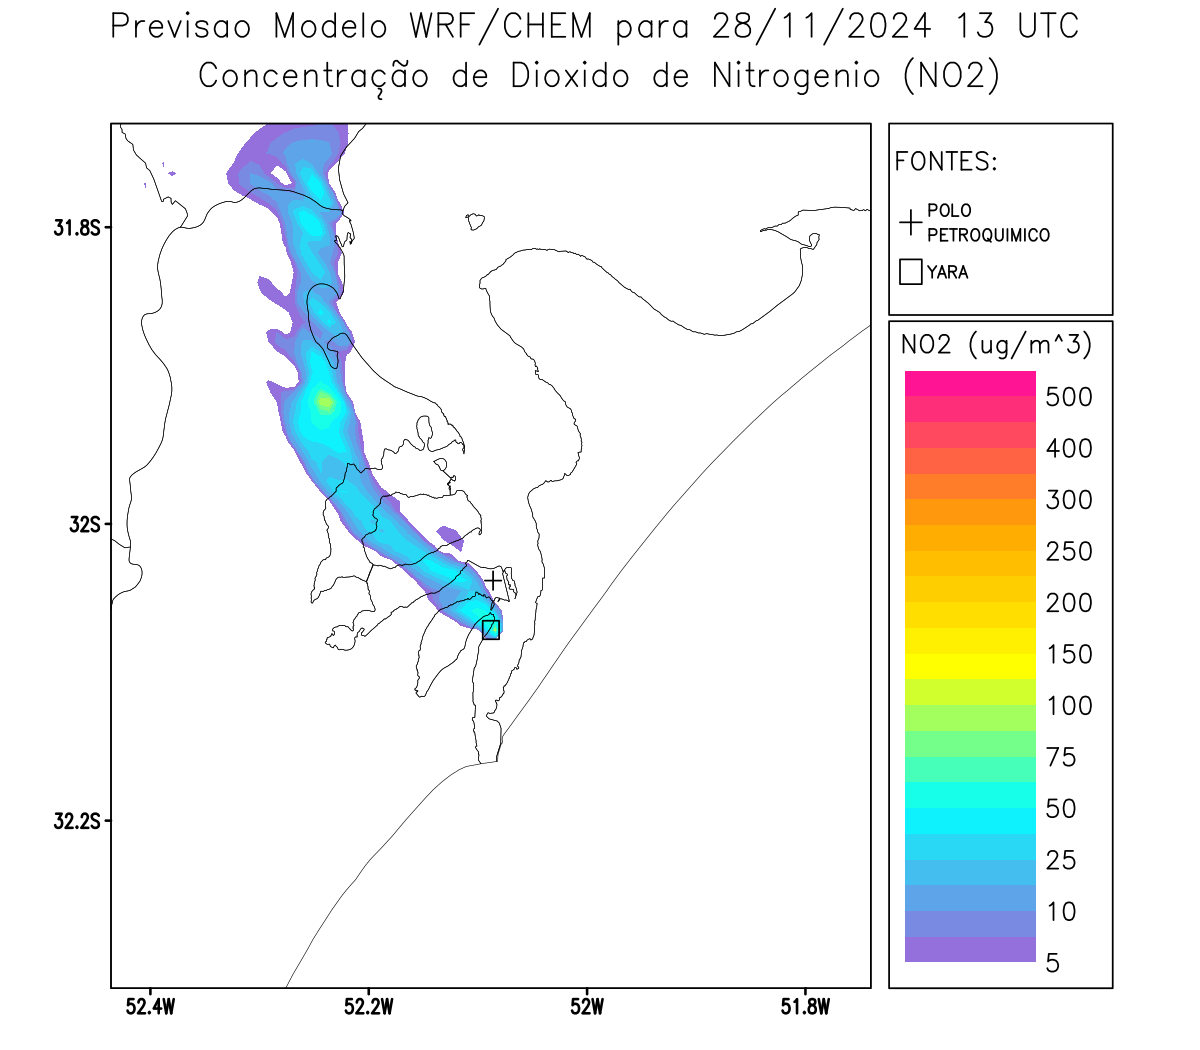 Previsao Modelo WRF/CHEM para 28/11/2024 13 UTC
Concentração de Dioxido de Nitrogenio (NO2)
FONTES:
POLO
PETROQUIMICO
YARA
NO2 (ug/m^3)
500
400
300
250
200
150
100
75
50
25
10
5
31.8S
32S
32.2S
52.4W
52.2W
52W
51.8W